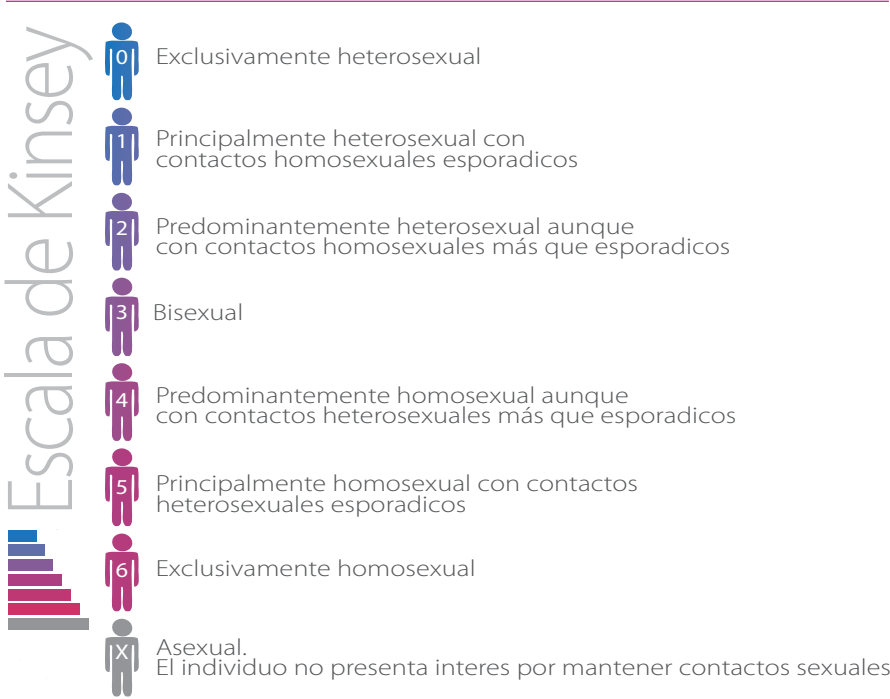 Escala de Kinsey
0
Exclusivamente heterosexual
1
Principalmente heterosexual con
contactos homosexuales esporadicos
2
Predominantemente heterosexual aunque
con contactos homosexuales más que esporadicos
3
Bisexual
4
Predominantemente homosexual aunque
con contactos heterosexuales más que esporadicos
5
Principalmente homosexual con contactos
heterosexuales esporadicos
6
Exclusivamente homosexual
X
Asexual.
El individuo no presenta interes por mantener contactos sexuales